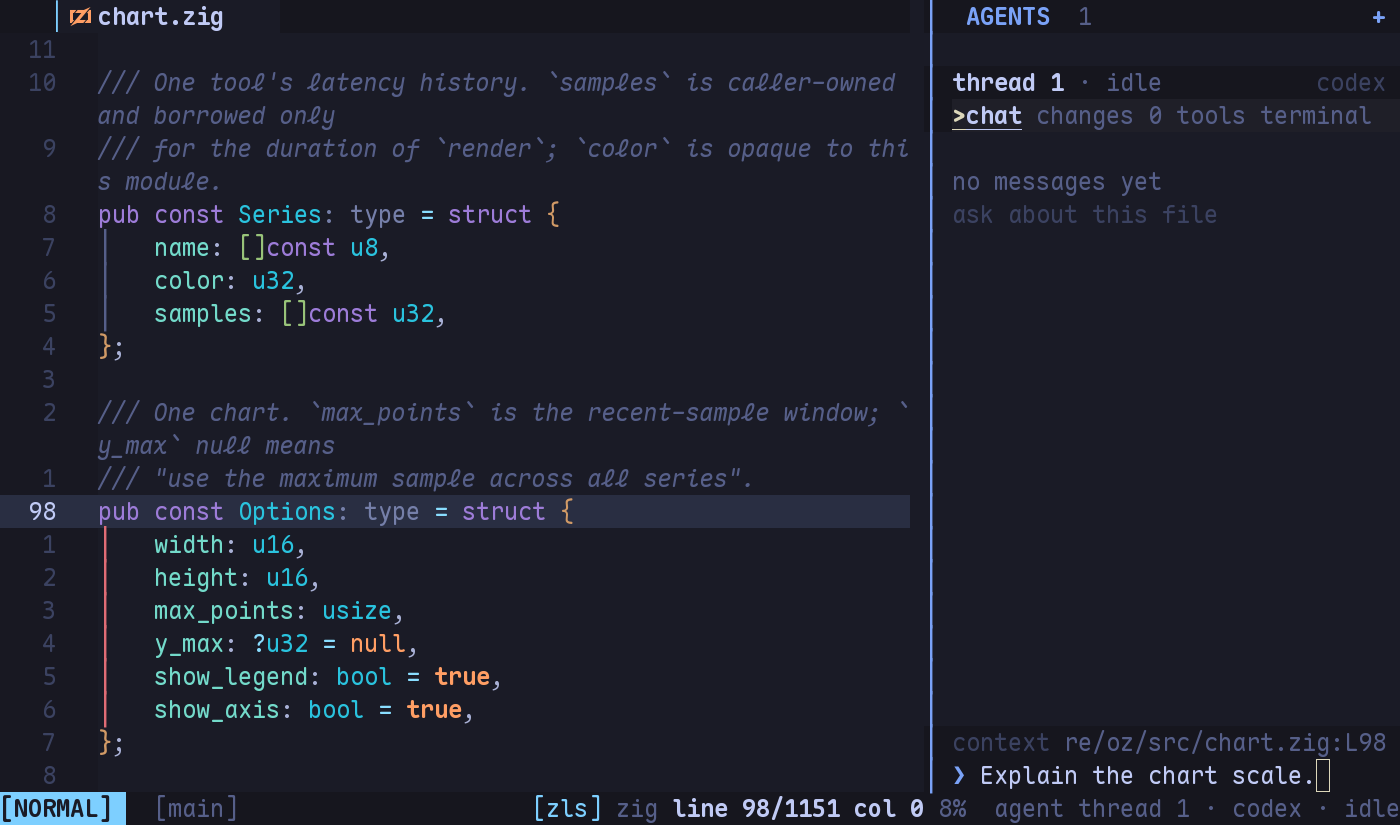 chart.zig
11
10 /// One tool's latency history. `samples` is caller-owned
and borrowed only
9 /// for the duration of `render`; `color` is opaque to thi
s module.
8 pub const Series: type = struct {
7 name: []const u8,
6 color: u32,
5 samples: []const u32,
4 };
3
2 /// One chart. `max_points` is the recent-sample window; `
y_max` null means
1 /// "use the maximum sample across all series".
98 pub const Options: type = struct {
1 width: u16,
2 height: u16,
3 max_points: usize,
4 y_max: ?u32 = null,
5 show_legend: bool = true,
6 show_axis: bool = true,
7 };
8
AGENTS 1 +
thread 1 · idle codex
>chat changes 0 tools terminal
no messages yet
ask about this file
context re/oz/src/chart.zig:L98
❯ Explain the chart scale.
[NORMAL] [main] [zls] zig line 98/1151 col 0 8% agent thread 1 · codex · idle